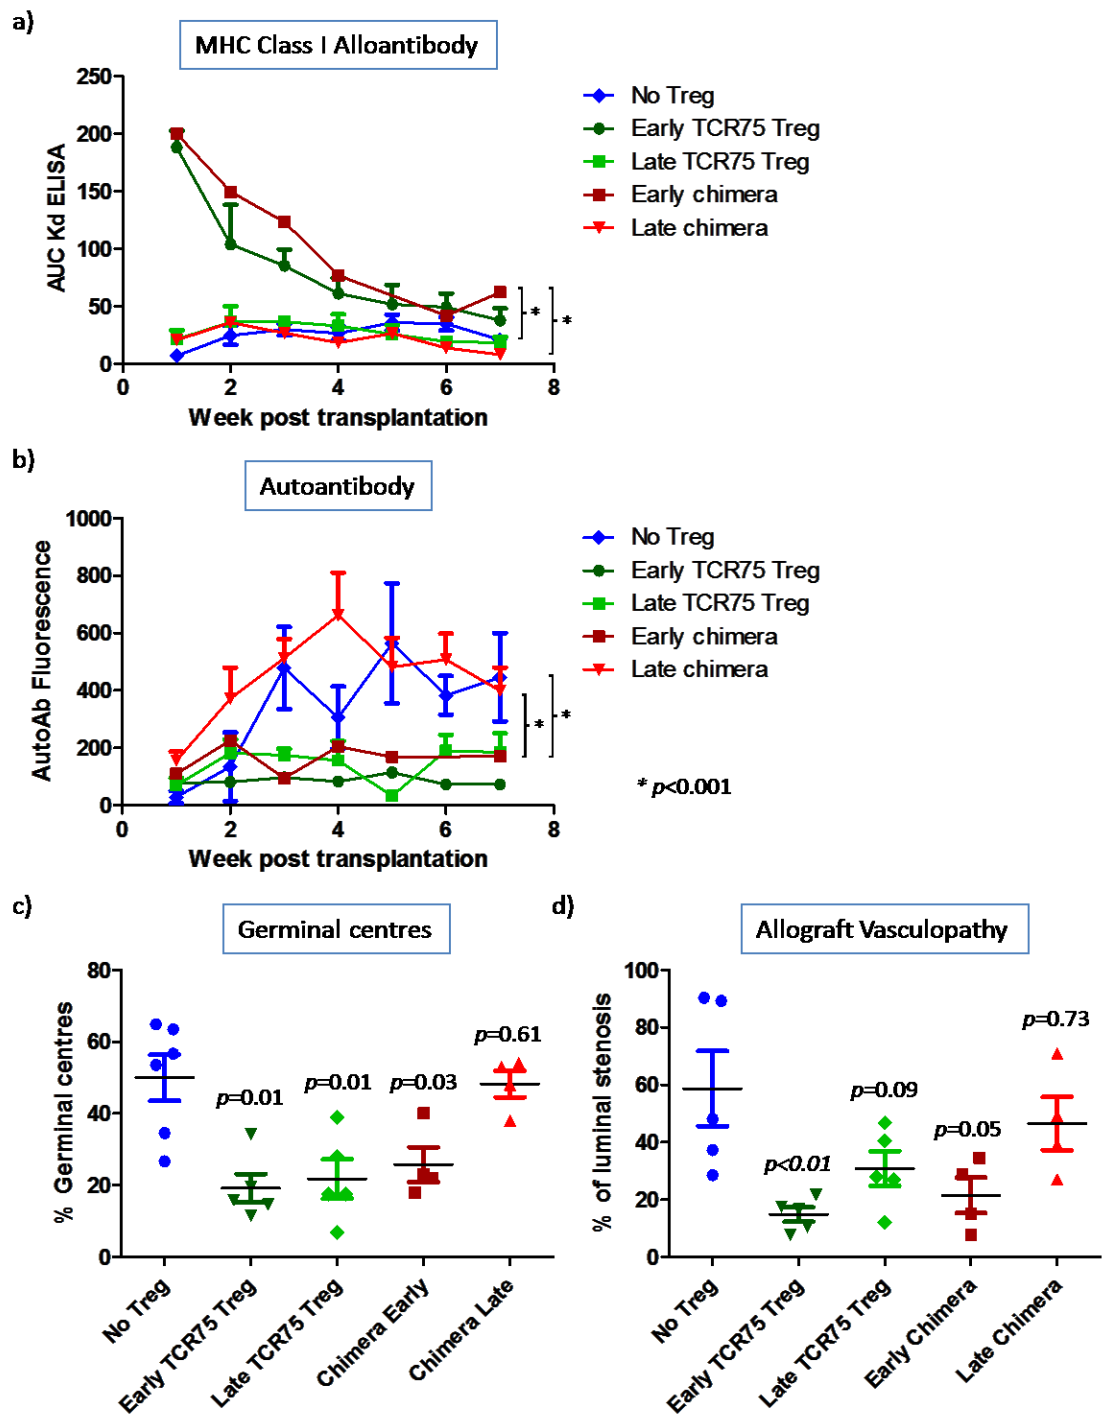 a)
MHC Class I Alloantibody
250
200
150
100
50
0
AUC Kd ELISA
0 2 4 6 8
Week post transplantation
No Treg
Early TCR75 Treg
Late TCR75 Treg
Early chimera
Late chimera
*
*
b)
Autoantibody
1000
800
600
400
200
0
AutoAb Fluorescence
0 2 4 6 8
Week post transplantation
No Treg
Early TCR75 Treg
Late TCR75 Treg
Early chimera
Late chimera
*
*
* p<0.001
c)
Germinal centres
80
60
40
20
0
% Germinal centres
p=0.01
p=0.01
p=0.03
p=0.61
No Treg
Early TCR75 Treg
Late TCR75 Treg
Chimera Early
Chimera Late
d)
Allograft Vasculopathy
100
80
60
40
20
0
% of luminal stenosis
p<0.01
p=0.09
p=0.05
p=0.73
No Treg
Early TCR75 Treg
Late TCR75 Treg
Early Chimera
Late Chimera